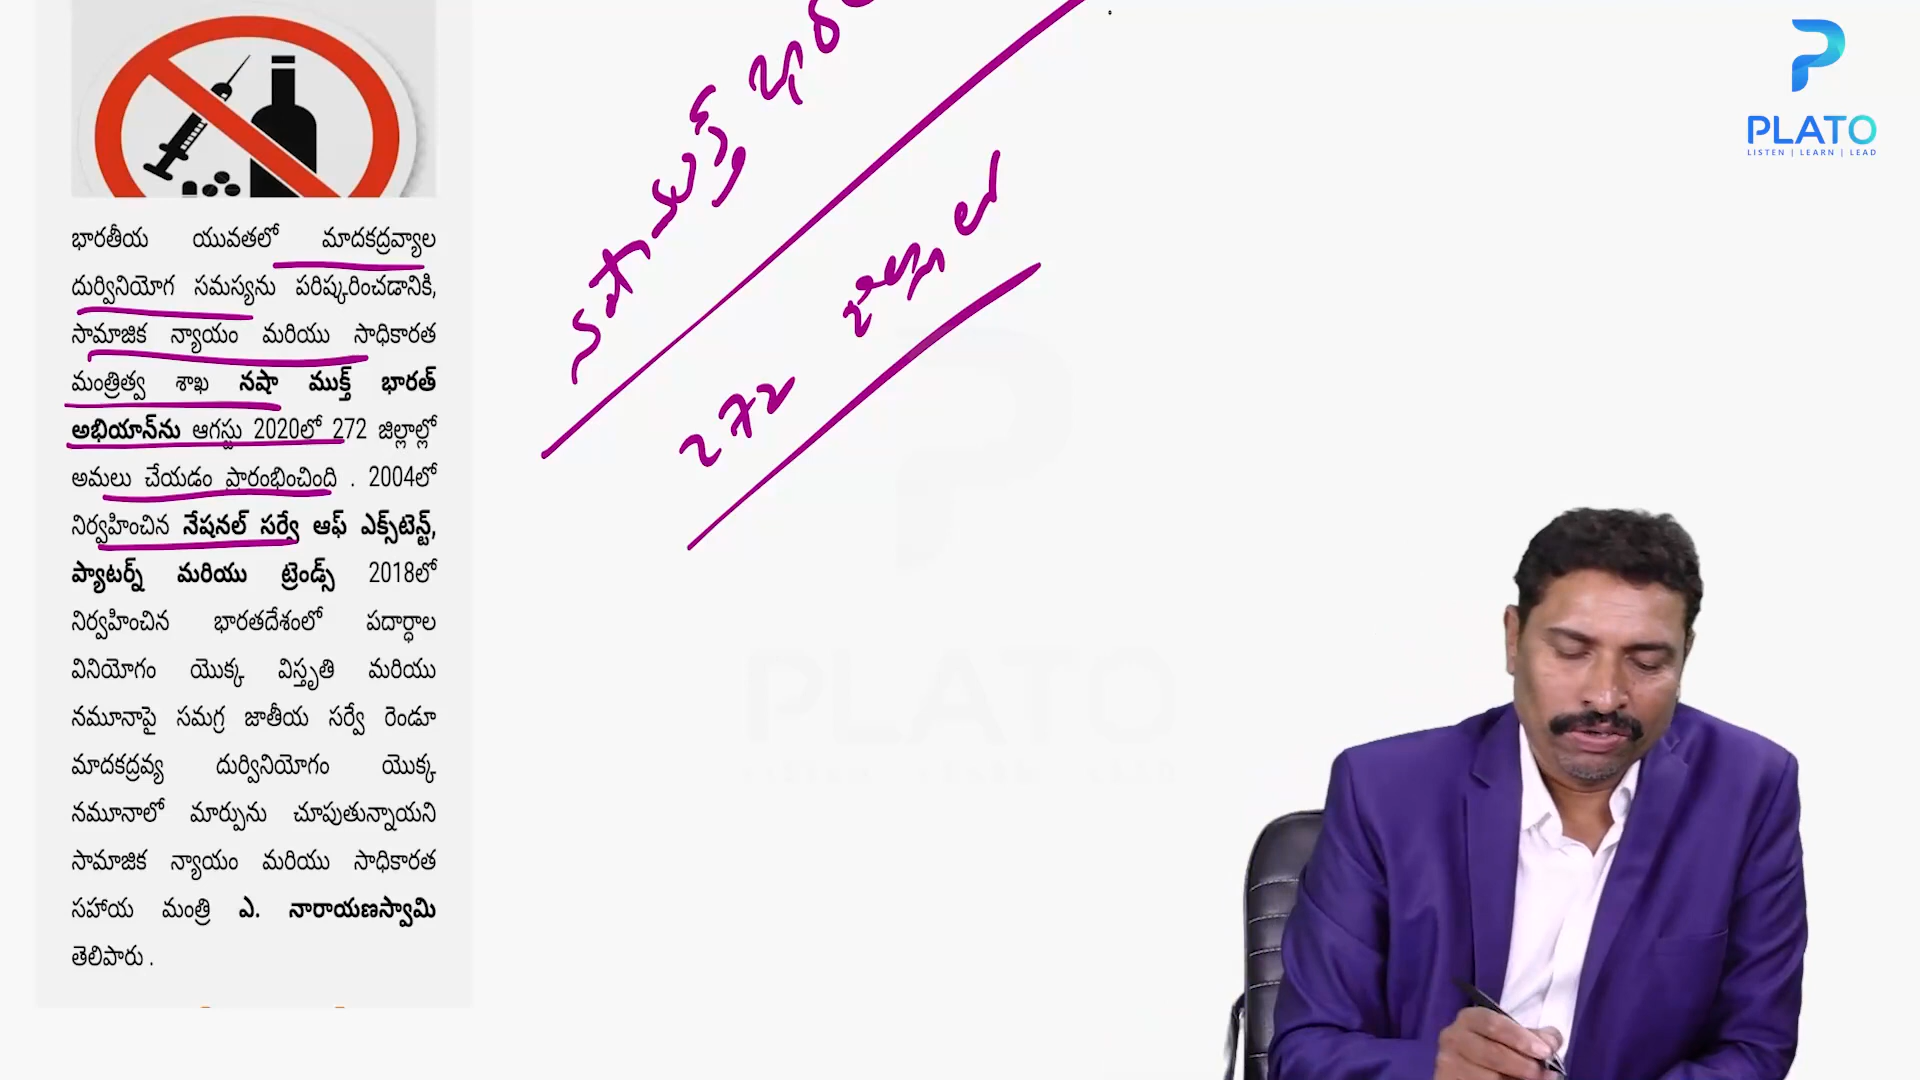 భారతీయ యువతలో మాదకద్రవ్యాల
దుర్వినియోగ సమస్యను పరిష్కరించడానికి,
సామాజిక న్యాయం మరియు సాధికారత
మంత్రిత్వ శాఖ నషా ముక్త్ భారత్
అభియాన్‌ను ఆగస్టు 2020లో 272 జిల్లాల్లో
అమలు చేయడం ప్రారంభించింది . 2004లో
నిర్వహించిన నేషనల్ సర్వే ఆఫ్ ఎక్స్‌టెన్ట్,
ప్యాటర్న్ మరియు ట్రెండ్స్ 2018లో
నిర్వహించిన భారతదేశంలో పదార్థాల
వినియోగం యొక్క విస్తృతి మరియు
నమూనాపై సమగ్ర జాతీయ సర్వే రెండూ
మాదకద్రవ్య దుర్వినియోగం యొక్క
నమూనాలో మార్పును చూపుతున్నాయని
సామాజిక న్యాయం మరియు సాధికారత
సహాయ మంత్రి ఎ. నారాయణస్వామి
తెలిపారు .
272
PLATO
LISTEN | LEARN | LEAD
PLATO